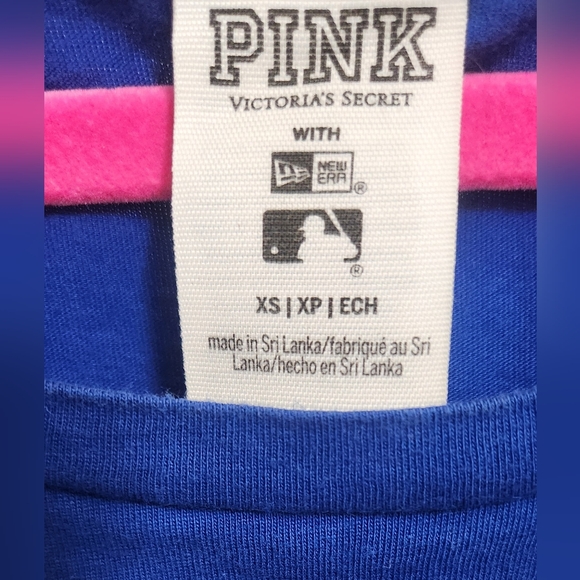 PINK
VICTORIA'S SECRET
WITH
NEW
ERA®
®
XS | XP | ECH
made in Sri Lanka/fabriqué au Sri
Lanka/hecho en Sri Lanka